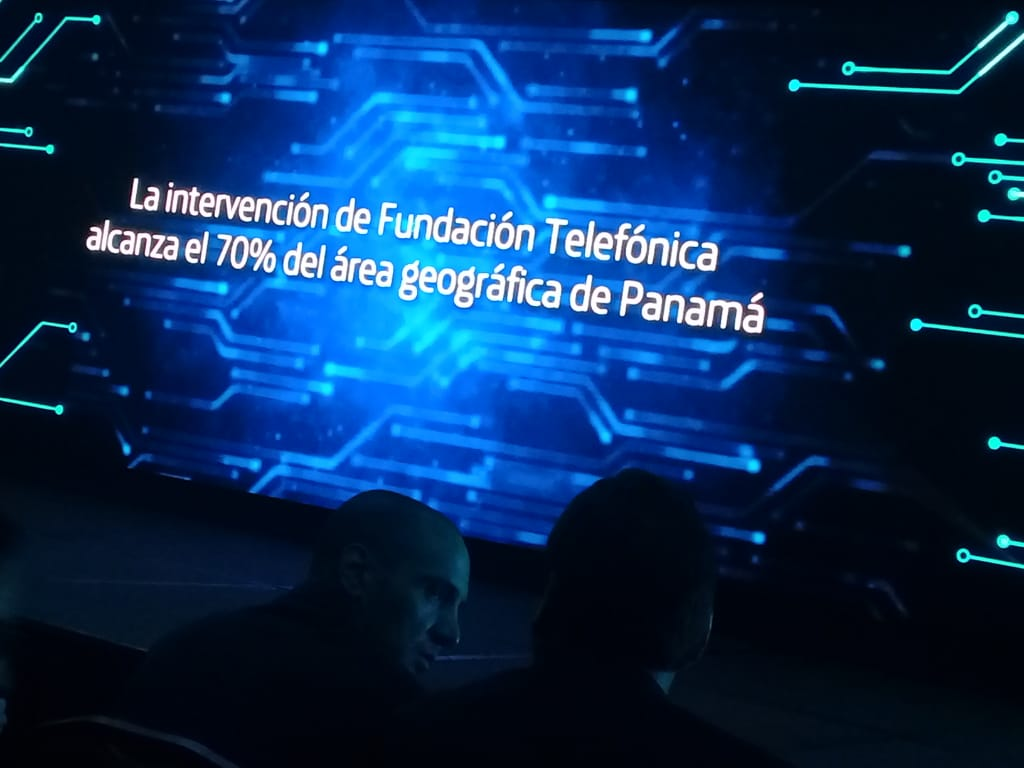 La intervención de Fundación Telefónica
alcanza el 70% del área geográfica de Panamá